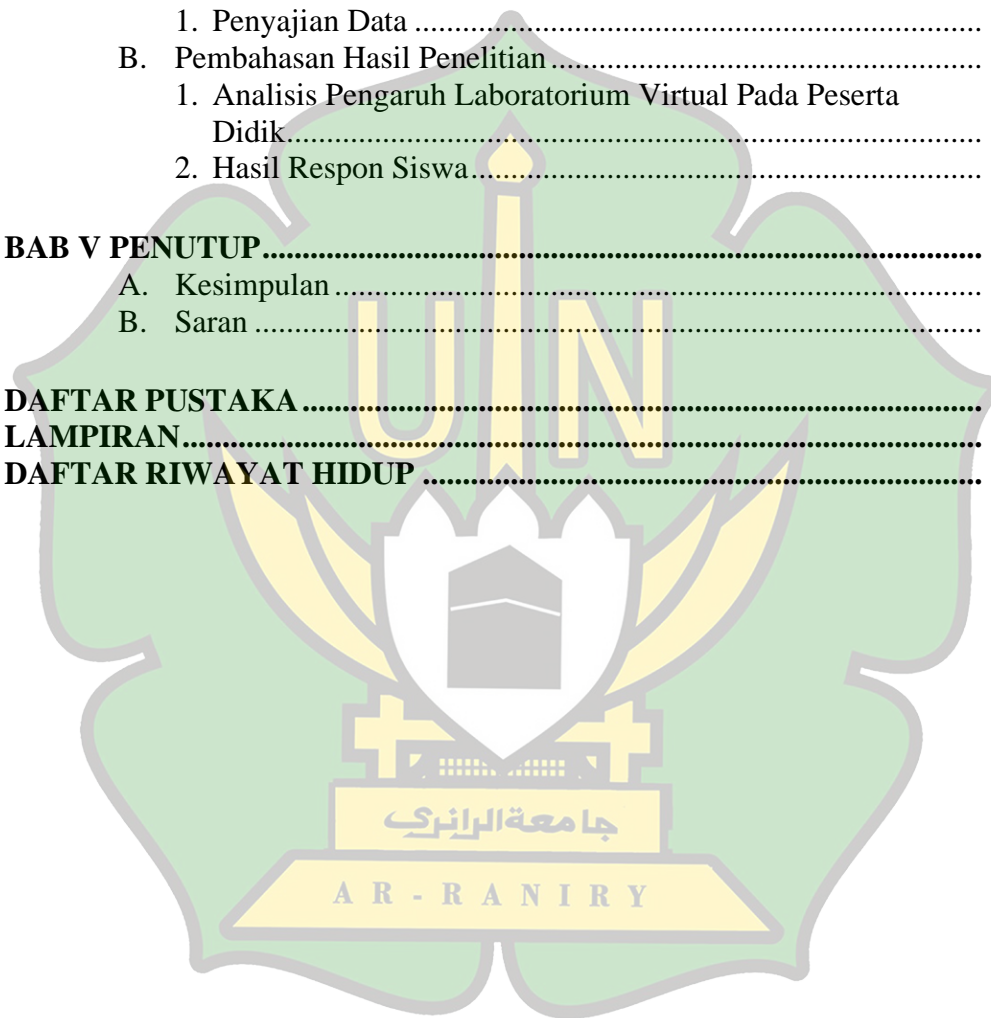 1. Penyajian Data ........................................................................
B. Pembahasan Hasil Penelitian .......................................................
1. Analisis Pengaruh Laboratorium Virtual Pada Peserta
Didik........................................................................................
2. Hasil Respon Siswa.................................................................
BAB V PENUTUP...........................................................................................
A. Kesimpulan ..................................................................................
B. Saran ............................................................................................
DAFTAR PUSTAKA ......................................................................................
LAMPIRAN.....................................................................................................
DAFTAR RIWAYAT HIDUP .......................................................................
UIN
جامعة الرانري
AR-RANIRY